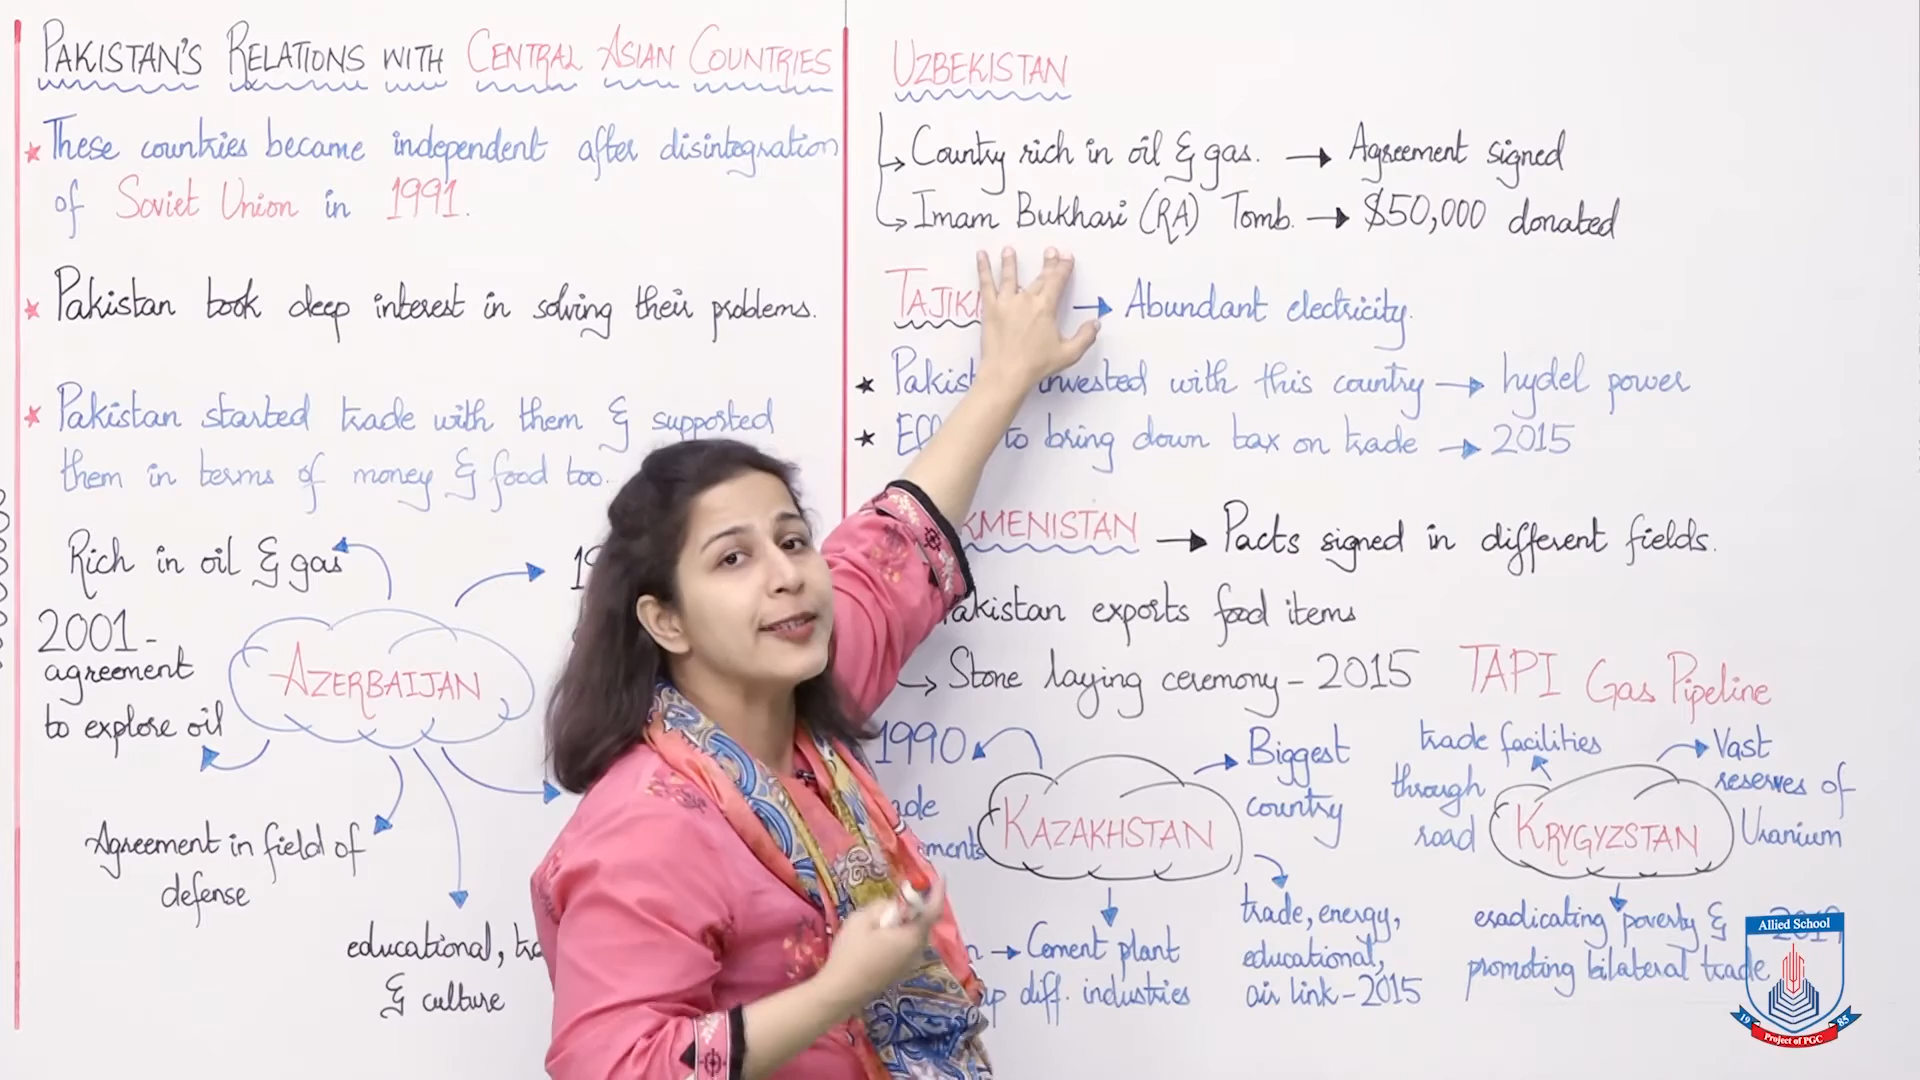 PAKISTAN'S RELATIONS WITH CENTRAL ASIAN COUNTRIES
These countries became independent after disintegration
of Soviet Union in 1991.
Pakistan took deep interest in solving their problems.
Pakistan started trade with them & supported
them in terms of money & food too.
AZERBAIJAN
Rich in oil & gas
2001-
agreement
to explore oil
Agreement in field of
defense
educational,
& culture
UZBEKISTAN
Country rich in oil & gas. → Agreement signed
Imam Bukhari (RA) Tomb. → $50,000 donated
→ Abundant electricity.
invested with this country → hydel power
to bring down tax on trade → 2015
→ Pacts signed in different fields.
exports food items
Stone laying ceremony - 2015 TAPI Gas Pipeline
KAZAKHSTAN
1990
Biggest
country
→ Cement plant
diff. industries
trade, energy,
educational,
air link - 2015
KRYGYZSTAN
trade facilities
through
road
Vast
reserves of
Uranium
eradicating poverty &
promoting bilateral trade
Allied School
19 85
Project of PGC